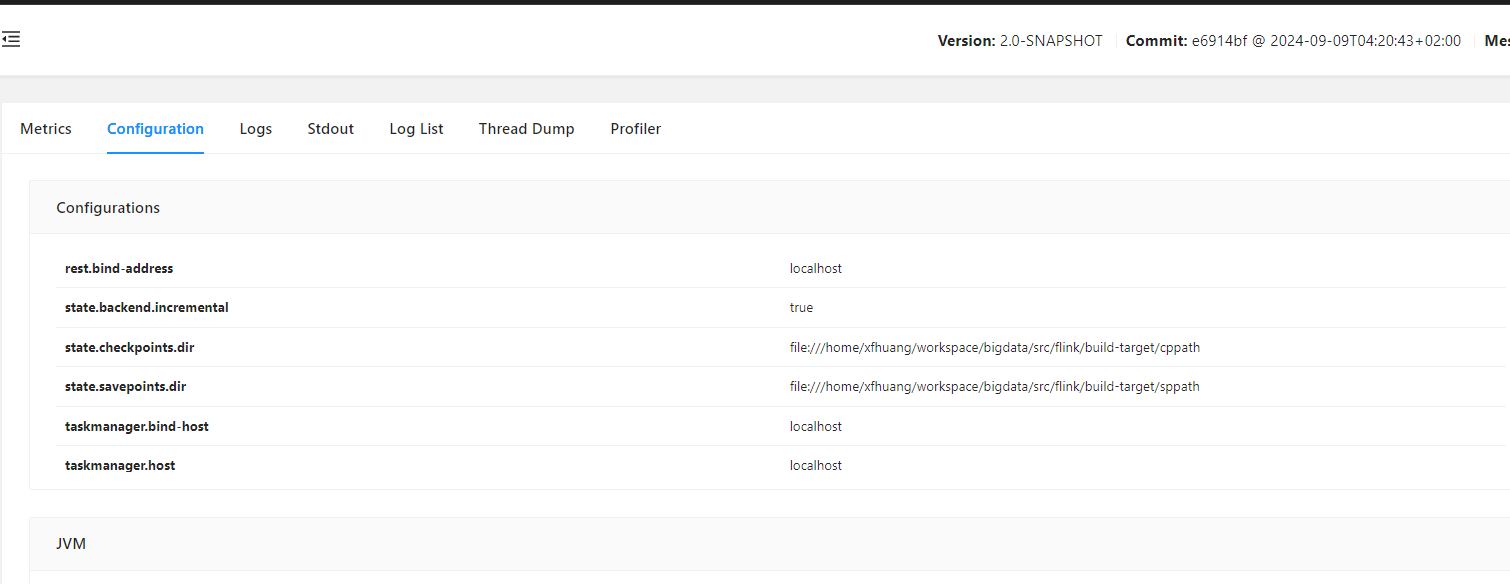 Version: 2.0-SNAPSHOT Commit: e6914bf @ 2024-09-09T04:20:43+02:00 Mes
Metrics Configuration Logs Stdout Log List Thread Dump Profiler
Configurations
rest.bind-address localhost
state.backend.incremental true
state.checkpoints.dir file:///home/xfhuang/workspace/bigdata/src/flink/build-target/cppath
state.savepoints.dir file:///home/xfhuang/workspace/bigdata/src/flink/build-target/sppath
taskmanager.bind-host localhost
taskmanager.host localhost
JVM